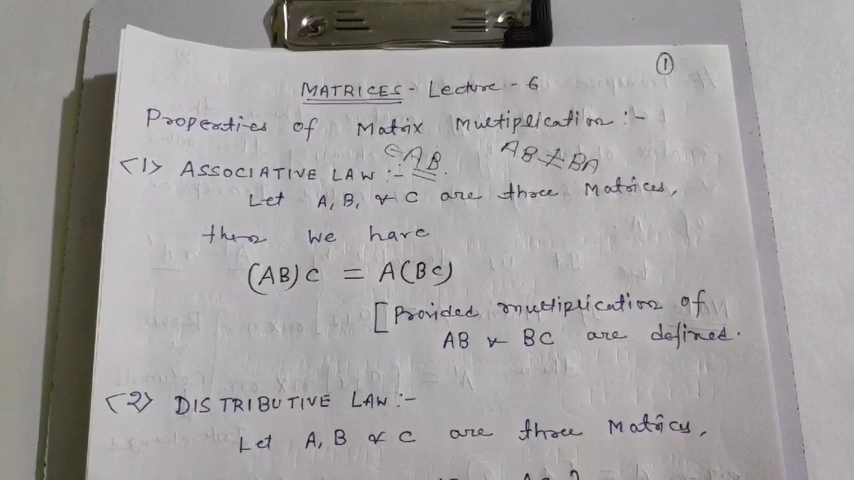 ①
MATRICES - Lecture - 6
Properties of Matrix Multiplication :-
AB AB ≠ BA
<1> ASSOCIATIVE LAW :-
Let A, B, & C are three Matrices,
then we have
(AB)C = A(BC)
[Provided multiplication of
AB & BC are defined.
<2> DISTRIBUTIVE LAW :-
Let A, B & C are three Matrices,